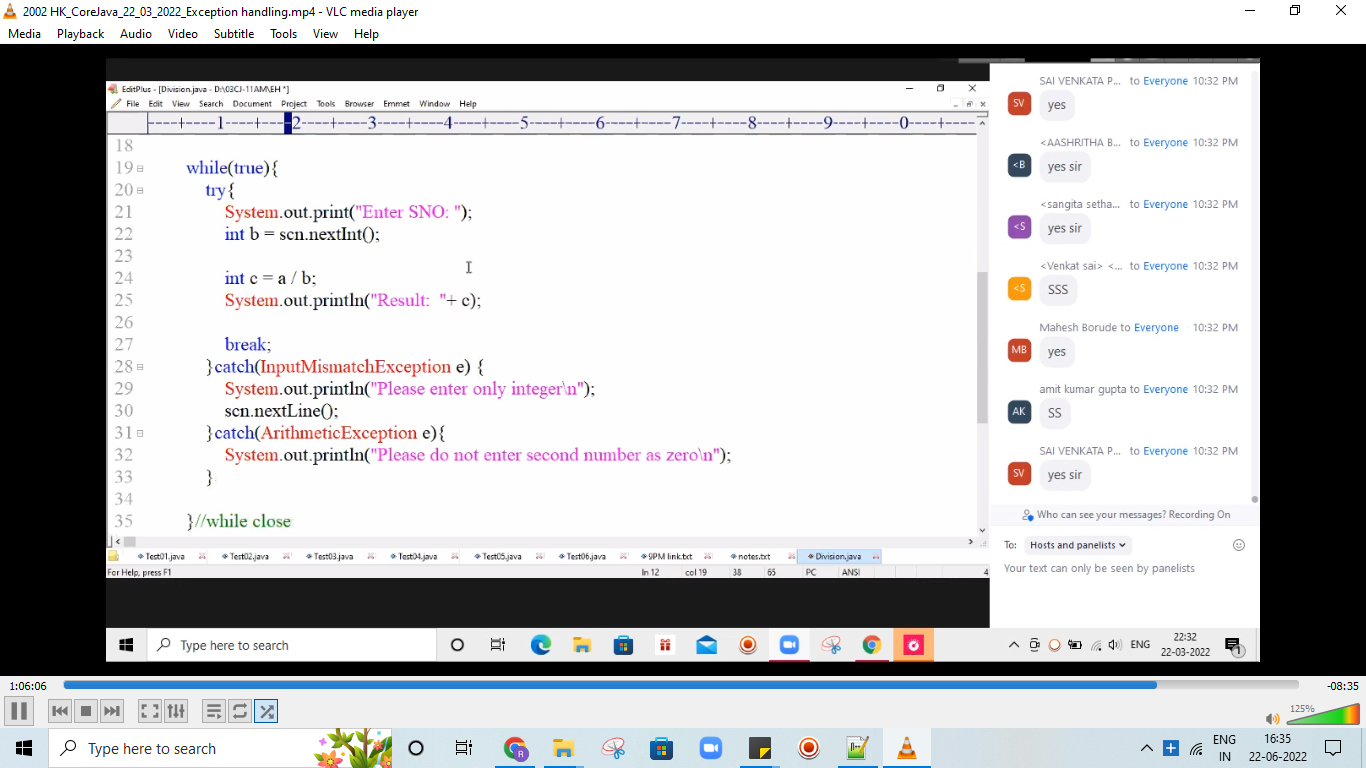 2002 HK_CoreJava_22_03_2022_Exception handling.mp4 - VLC media player
Media Playback Audio Video Subtitle Tools View Help
EditPlus - [Division.java - D:\03CJ-11AM\EH *]
File Edit View Search Document Project Tools Browser Emmet Window Help
----+----1----+----2----+----3----+----4----+----5----+----6----+----7----+----8----+----9----+----0----+----
18
19 while(true){
20 try{
21 System.out.print("Enter SNO: ");
22 int b = scn.nextInt();
23
24 int c = a / b;
25 System.out.println("Result:  "+ c);
26
27 break;
28 }catch(InputMismatchException e) {
29 System.out.println("Please enter only integer\n");
30 scn.nextLine();
31 }catch(ArithmeticException e){
32 System.out.println("Please do not enter second number as zero\n");
33 }
34
35 }//while close
Test01.java Test02.java Test03.java Test04.java Test05.java Test06.java 9PM link.txt notes.txt Division.java
For Help, press F1 ln 12 col 19 38 65 PC ANSI 4
SAI VENKATA P... to Everyone 10:32 PM
SV yes
<AASHRITHA B... to Everyone 10:32 PM
<B yes sir
<sangita setha... to Everyone 10:32 PM
<S yes sir
<Venkat sai> <... to Everyone 10:32 PM
<S SSS
Mahesh Borude to Everyone 10:32 PM
MB yes
amit kumar gupta to Everyone 10:32 PM
AK SS
SAI VENKATA P... to Everyone 10:32 PM
SV yes sir
Who can see your messages? Recording On
To: Hosts and panelists
Your text can only be seen by panelists
Type here to search
ENG
22:32
22-03-2022
1
1:06:06
-08:35
125%
Type here to search
R
ENG
IN
16:35
22-06-2022